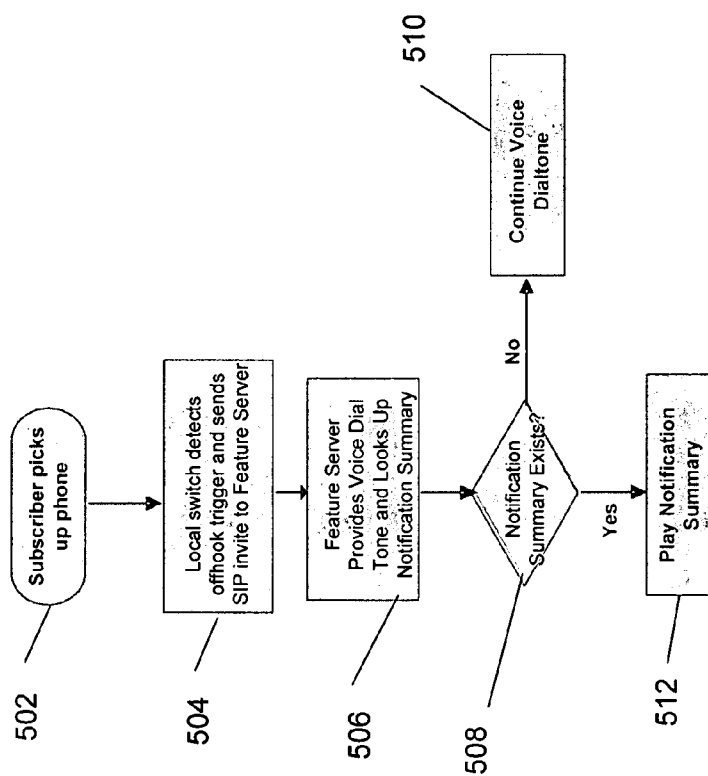 502
Subscriber picks
up phone
504
Local switch detects
offhook trigger and sends
SIP invite to Feature Server
506
Feature Server
Provides Voice Dial
Tone and Looks Up
Notification Summary
508
Notification
Summary Exists?
No
510
Continue Voice
Dialtone
Yes
512
Play Notification
Summary